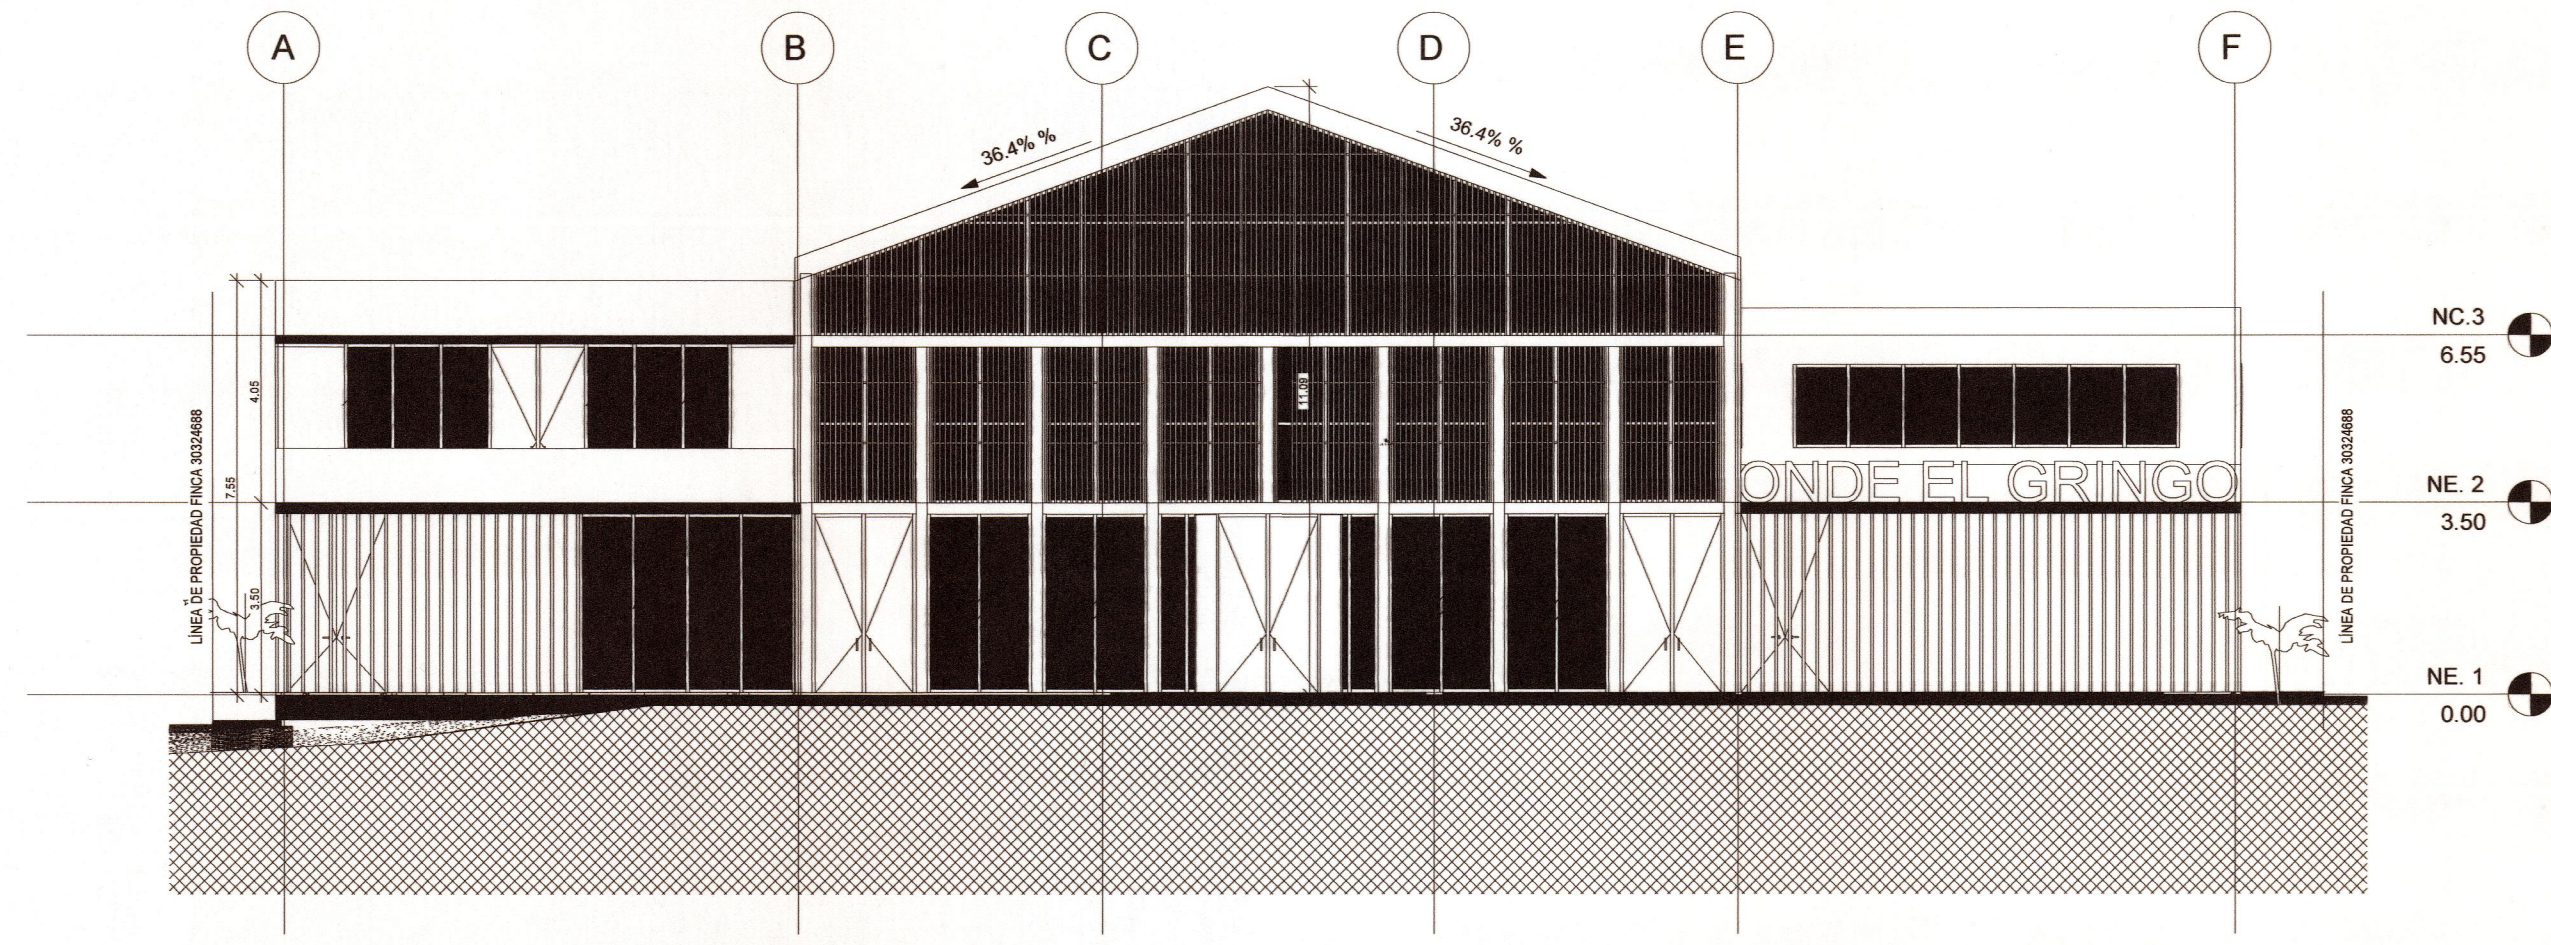 A
B
C
D
E
F
36.4% %
36.4% %
NC.3
6.55
4.05
11.09
7.55
LÍNEA DE PROPIEDAD FINCA 30324688
LÍNEA DE PROPIEDAD FINCA 30324688
ONDE EL GRINGO
NE. 2
3.50
3.50
NE. 1
0.00